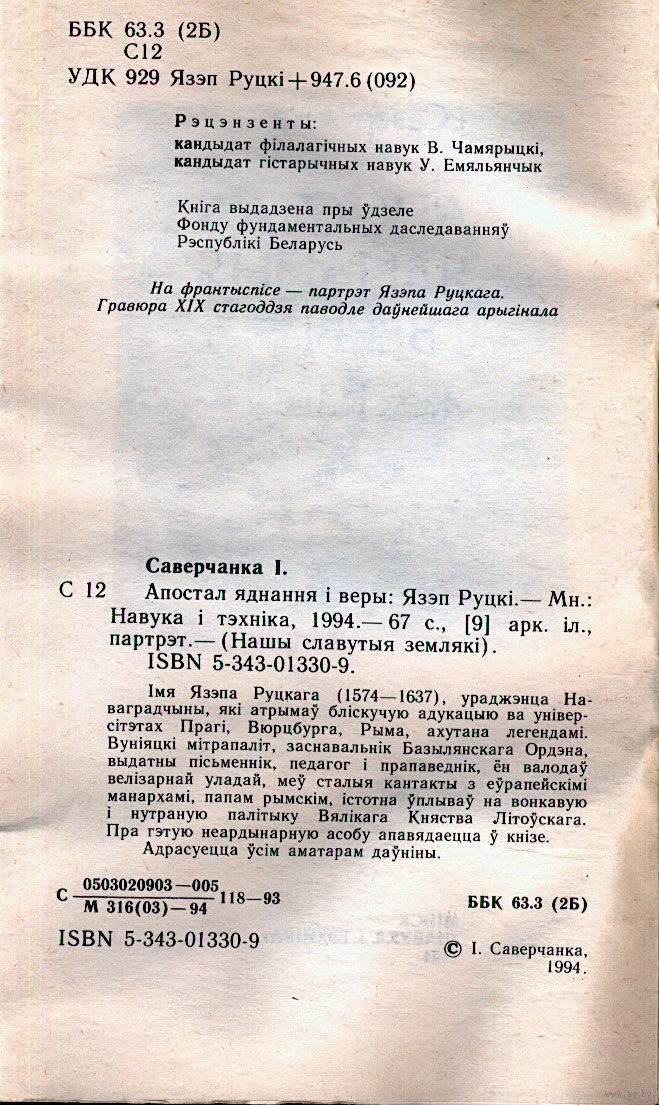 ББК 63.3 (2Б)
С12
УДК 929 Язэп Руцкі+947.6 (092)
Рэцэнзенты:
кандыдат філалагічных навук В. Чамярыцкі,
кандыдат гістарычных навук У. Емяльянчык
Кніга выдадзена пры ўдзеле
Фонду фундаментальных даследаванняў
Рэспублікі Беларусь
На франтыспісе — партрэт Язэпа Руцкага.
Гравюра XIX стагоддзя паводле даўнейшага арыгінала
Саверчанка І.
С 12 Апостал яднання і веры: Язэп Руцкі.— Мн.:
Навука і тэхніка, 1994.— 67 с., [9] арк. іл.,
партрэт.— (Нашы славутыя землякі).
ISBN 5-343-01330-9.
Імя Язэпа Руцкага (1574—1637), ураджэнца На-
ваградчыны, які атрымаў бліскучую адукацыю ва універ-
сітэтах Прагі, Вюрцбурга, Рыма, ахутана легендамі.
Вуніяцкі мітрапаліт, заснавальнік Базылянскага Ордэна,
выдатны пісьменнік, педагог і прапаведнік, ён валодаў
велізарнай уладай, меў сталыя кантакты з еўрапейскімі
манархамі, папам рымскім, істотна ўплываў на вонкавую
і нутраную палітыку Вялікага Княства Літоўскага.
Пра гэтую неардынарную асобу апавядаецца ў кнізе.
Адрасуецца ўсім аматарам даўніны.
С 0503020903—005 118—93
М 316(03)—94
ББК 63.3 (2Б)
ISBN 5-343-01330-9
© І. Саверчанка,
1994.
www.ay.by